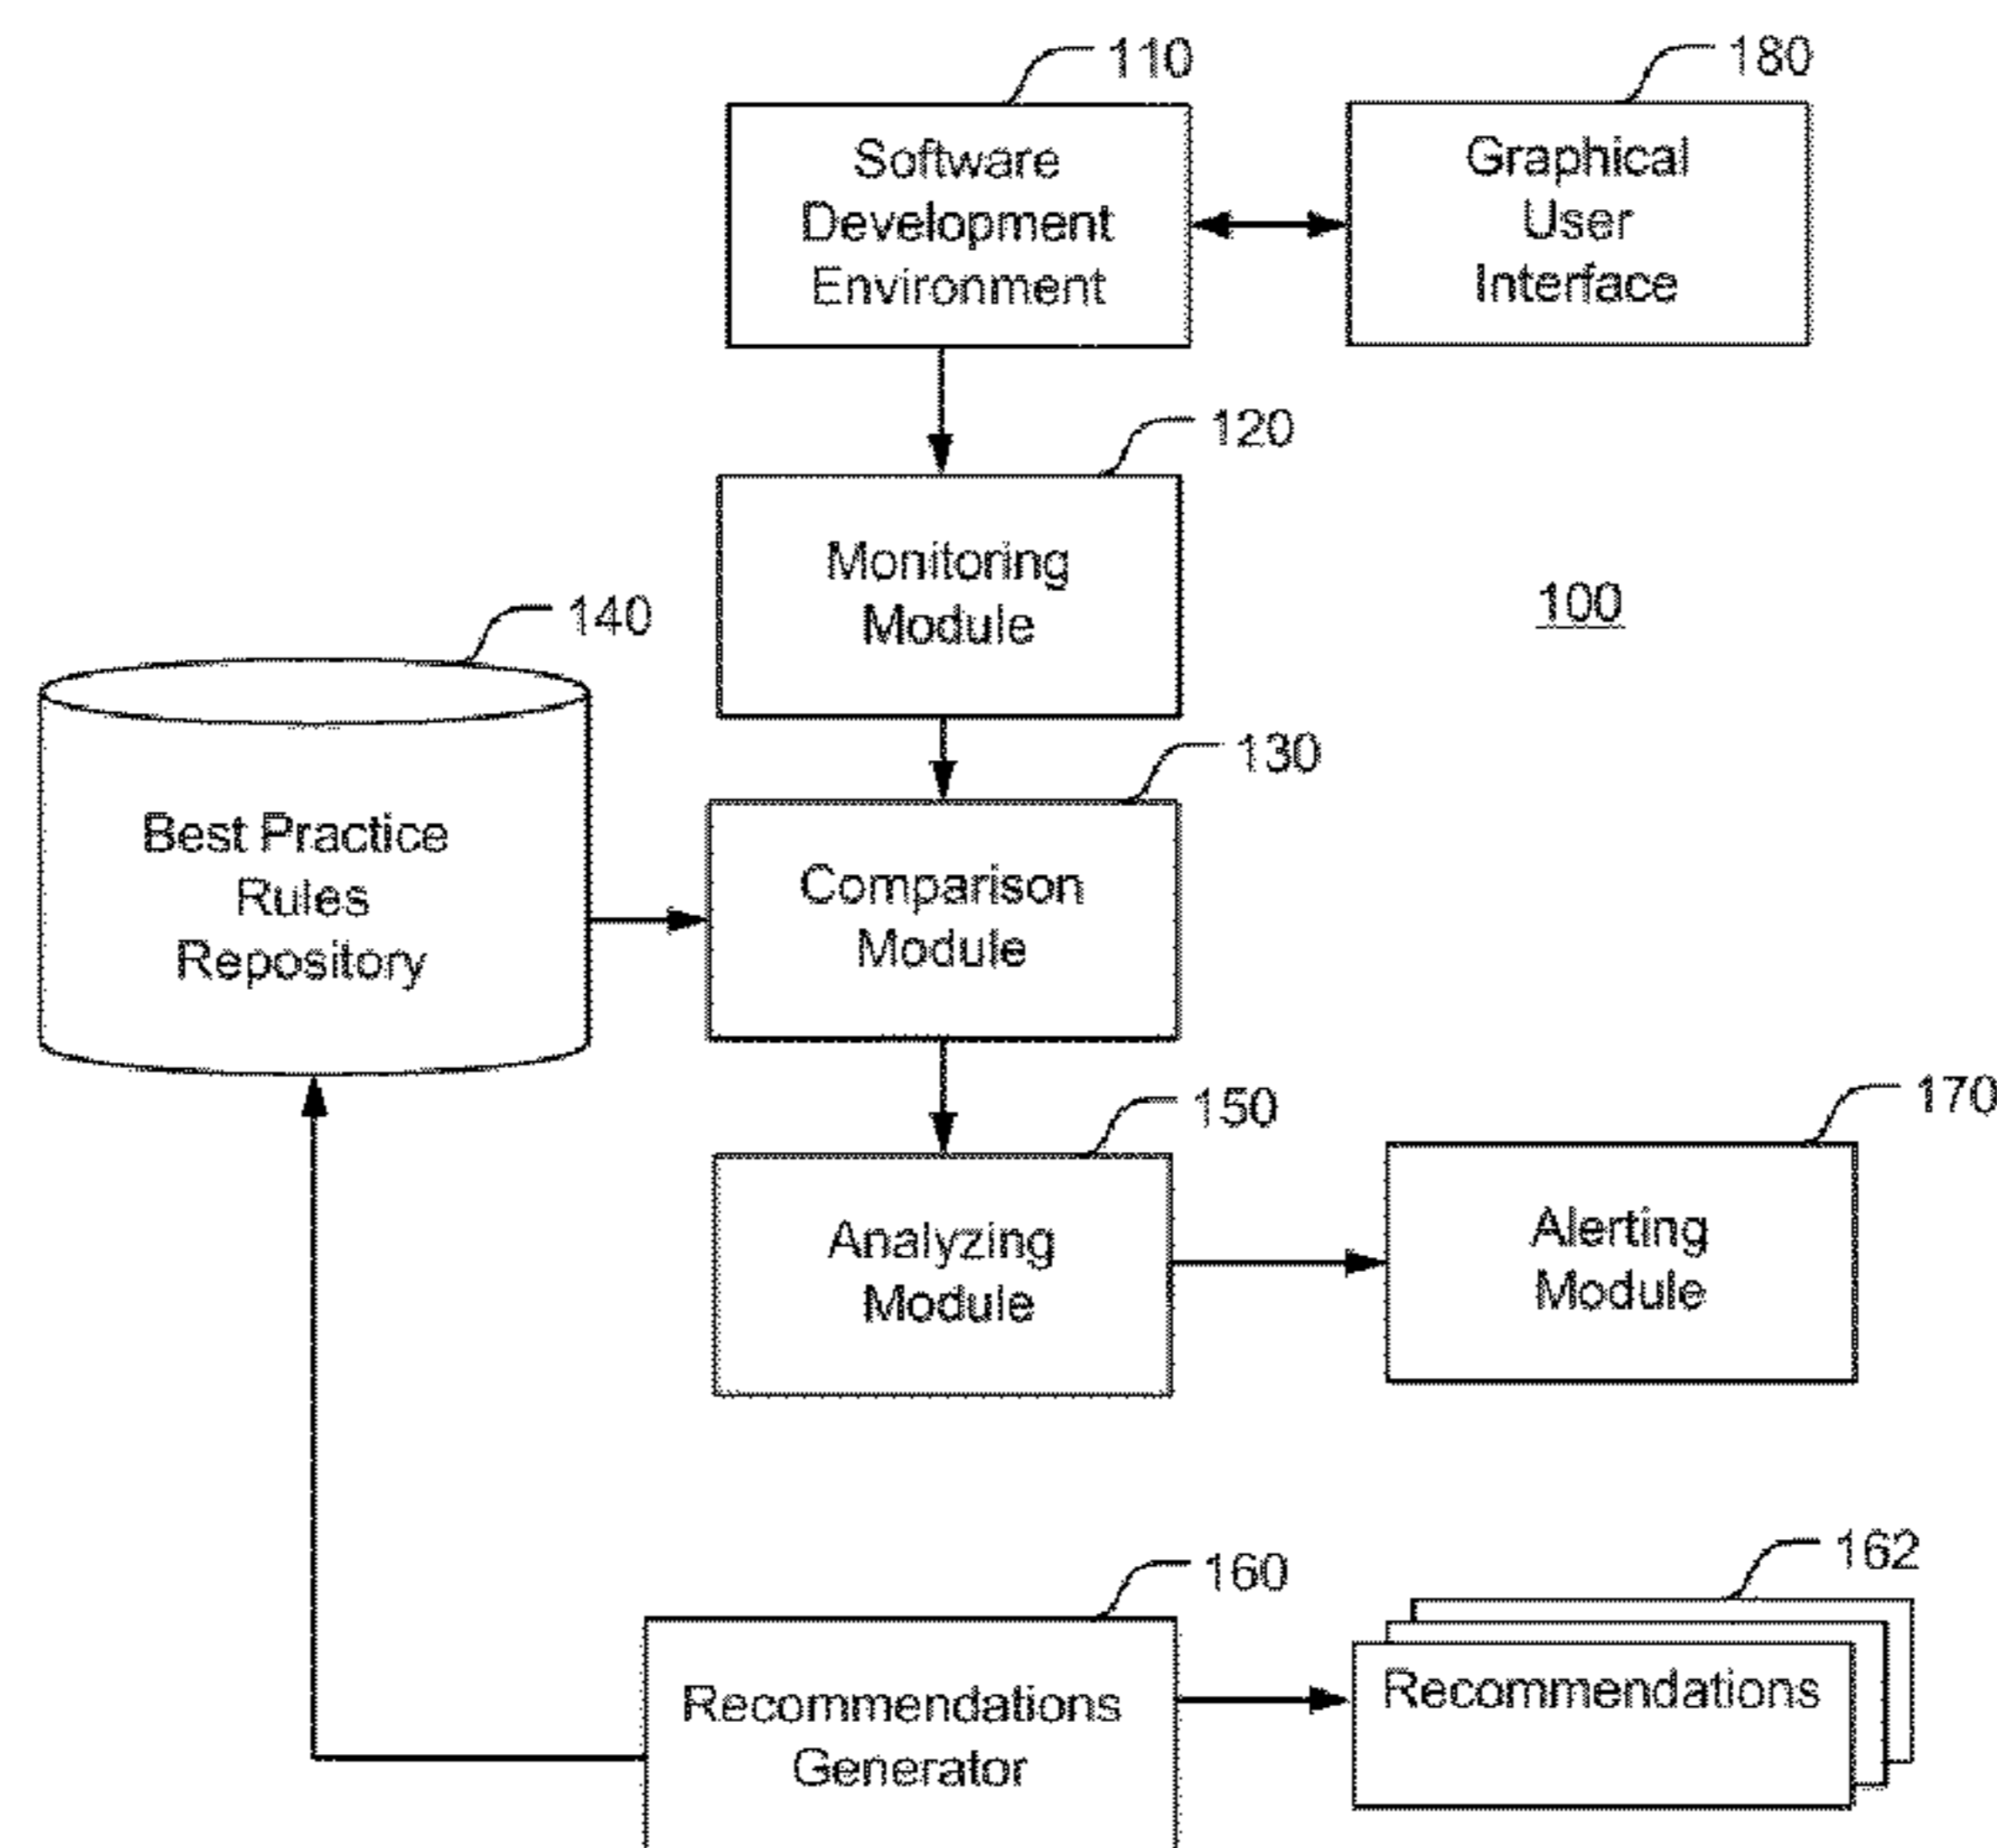 110
180
Software
Development
Environment
Graphical
User
Interface
120
Monitoring
Module
100
140
130
Best Practice
Rules
Repository
Comparison
Module
150
170
Analyzing
Module
Alerting
Module
160
162
Recommendations
Generator
Recommendations